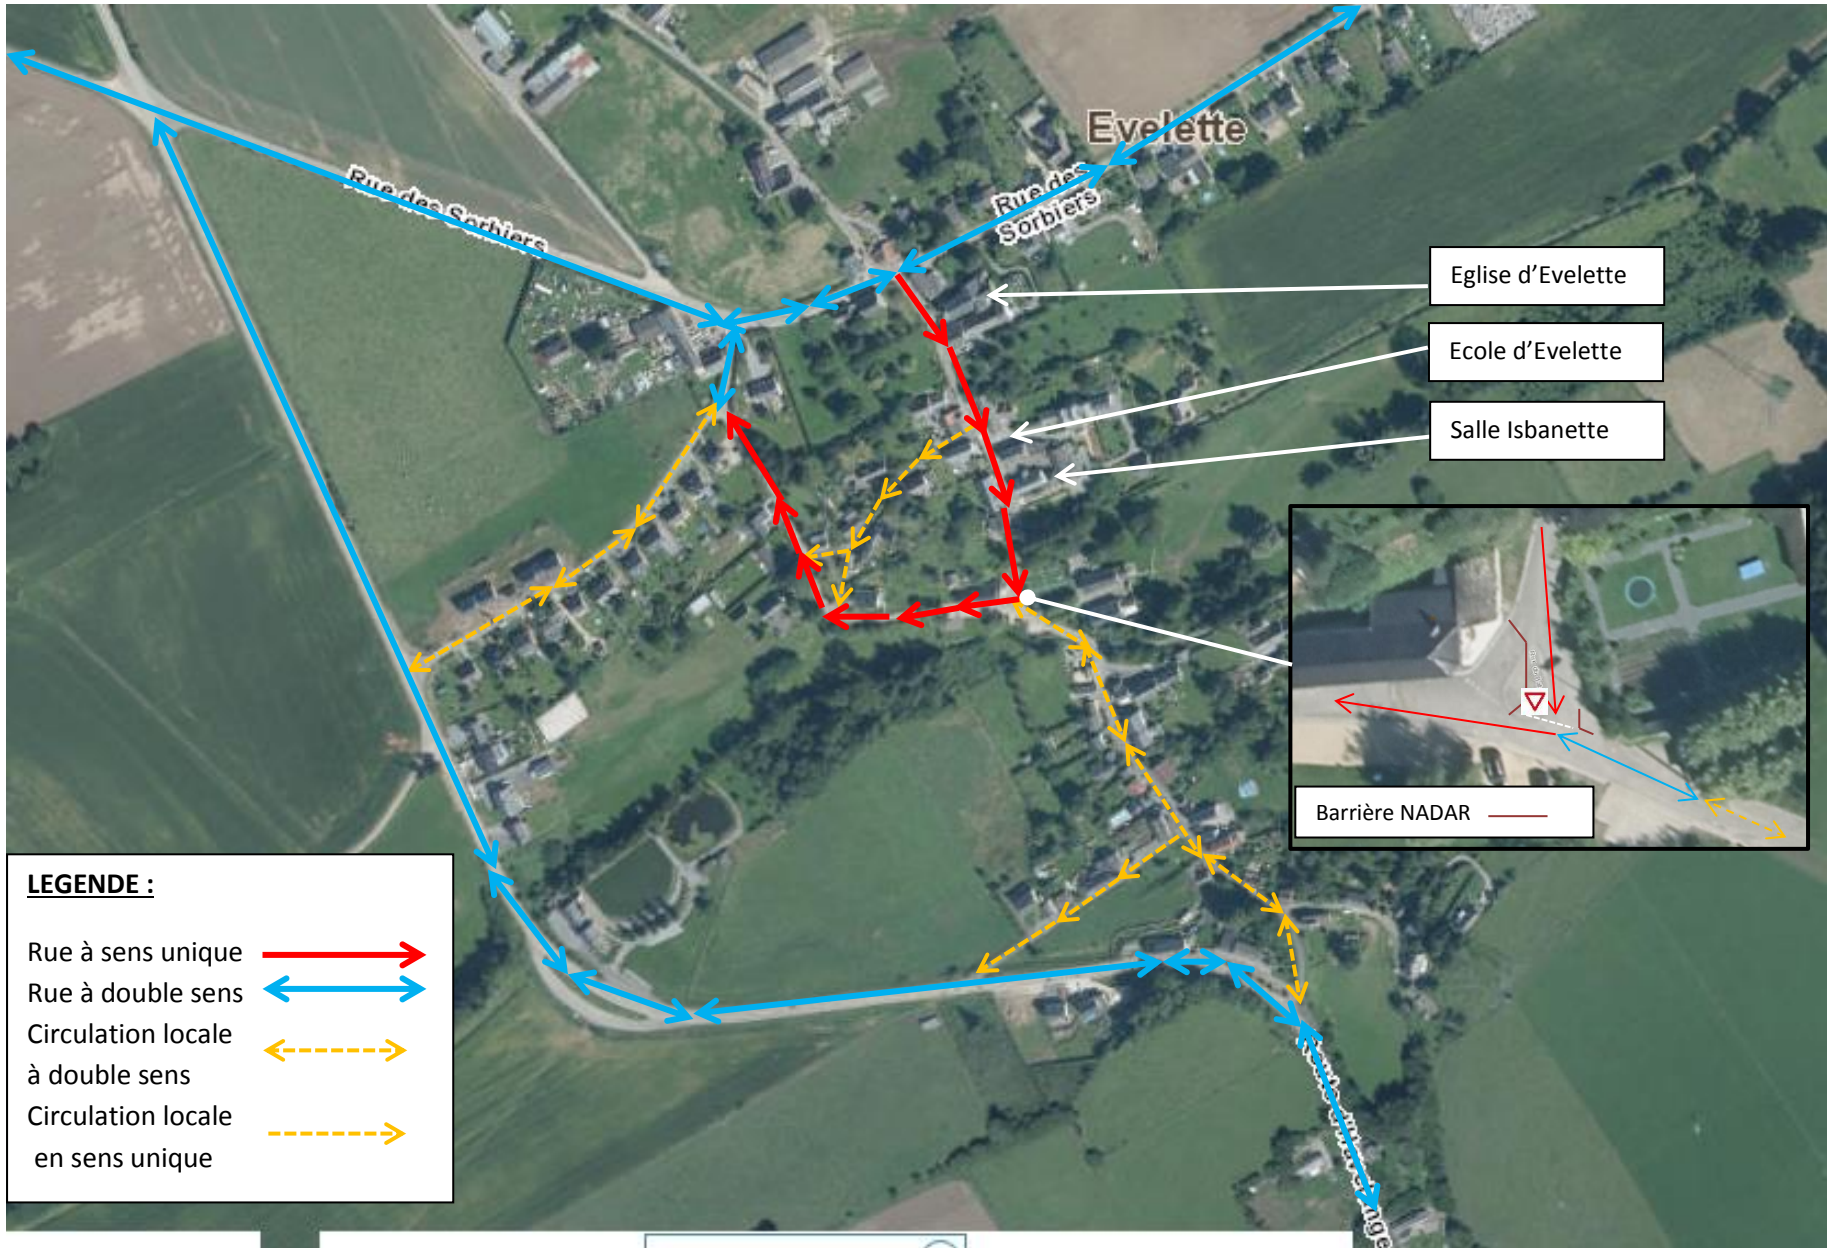 Evelette
Rue des Sorbiers
Rue des
Sorbiers
Eglise d’Evelette
Ecole d’Evelette
Salle Isbanette
Barrière NADAR
LEGENDE :
Rue à sens unique
Rue à double sens
Circulation locale
à double sens
Circulation locale
en sens unique